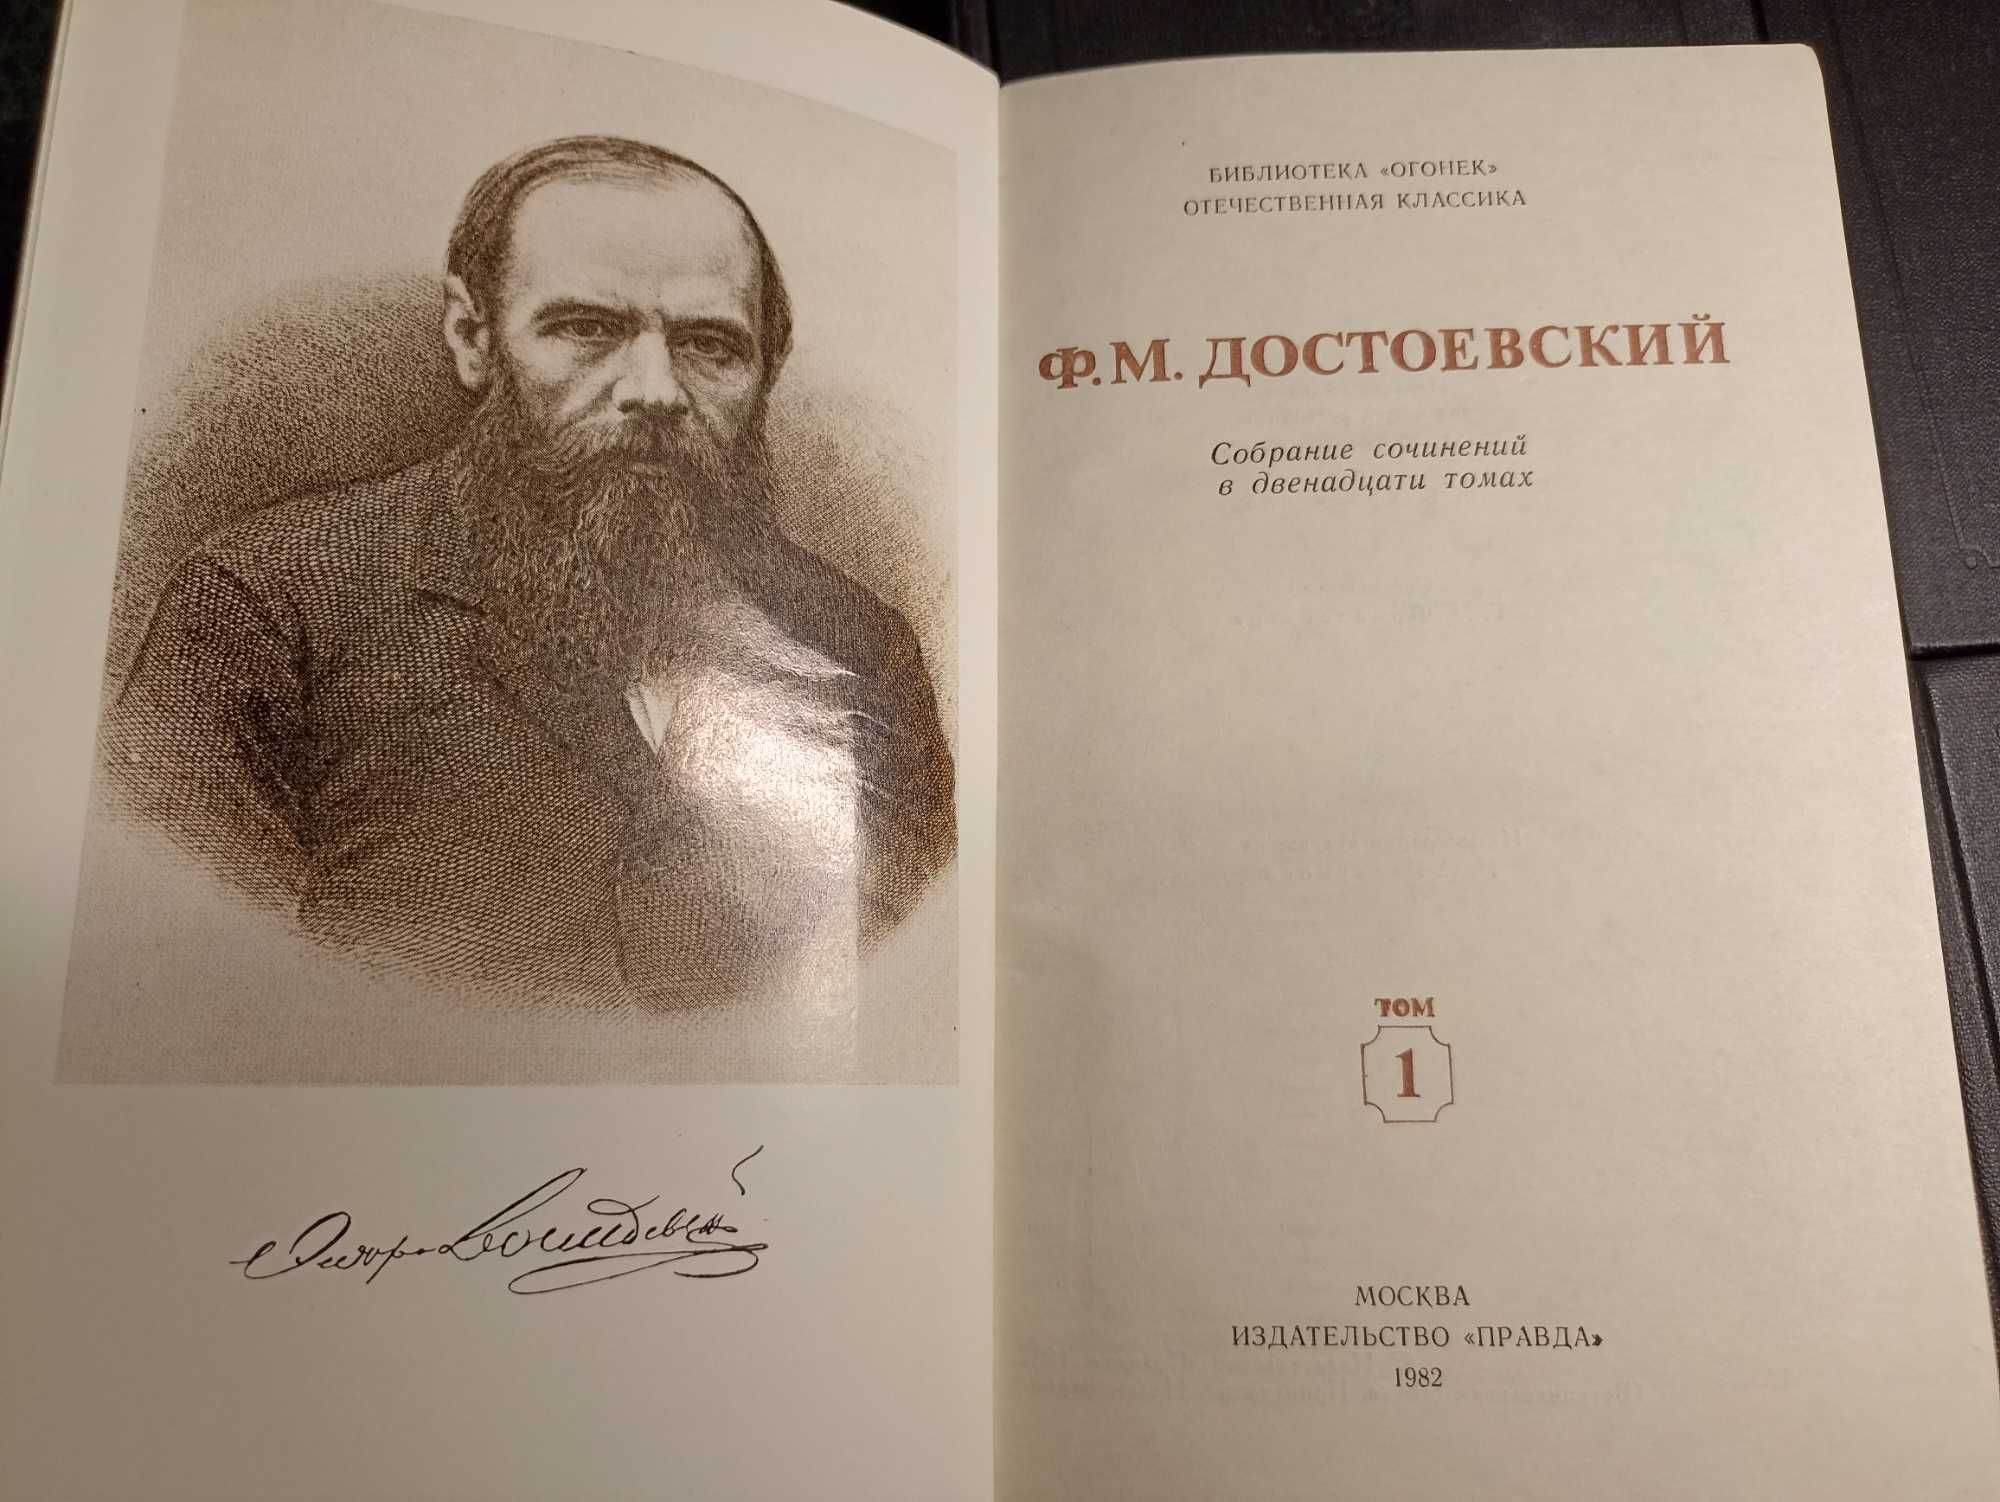 БИБЛИОТЕКА «ОГОНЕК»
ОТЕЧЕСТВЕННАЯ КЛАССИКА
Ф.М. ДОСТОЕВСКИЙ
Собрание сочинений
в двенадцати томах
ТОМ
1
МОСКВА
ИЗДАТЕЛЬСТВО «ПРАВДА»
1982